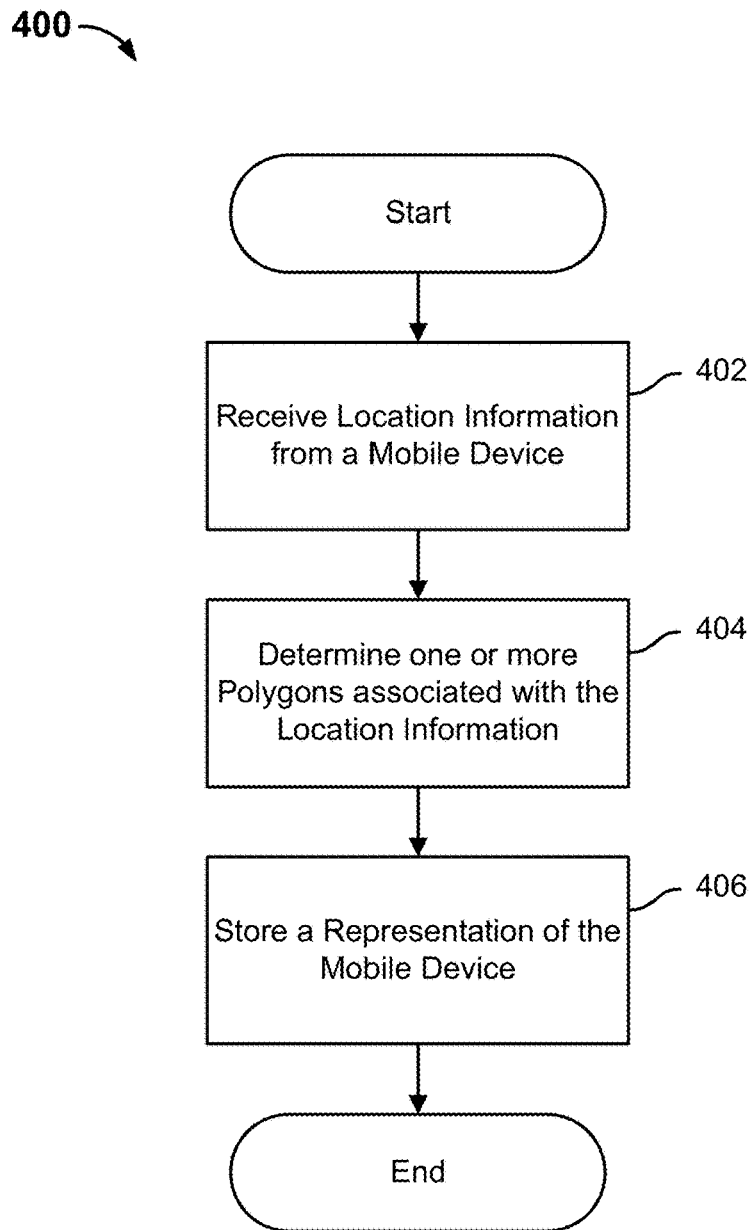 400
Start
402
Receive Location Information
from a Mobile Device
404
Determine one or more
Polygons associated with the
Location Information
406
Store a Representation of the
Mobile Device
End